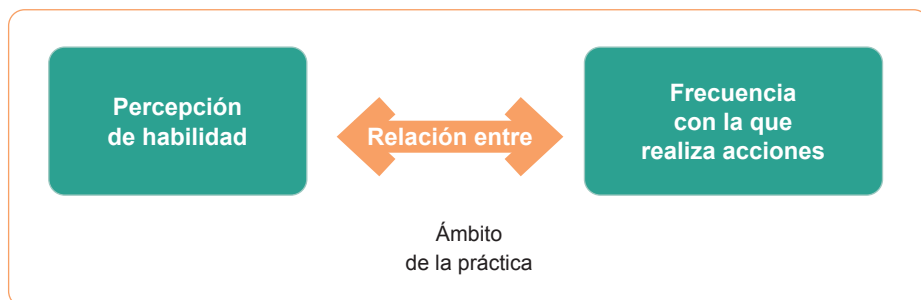 Percepción
de habilidad
Relación entre
Frecuencia
con la que
realiza acciones
Ámbito
de la práctica